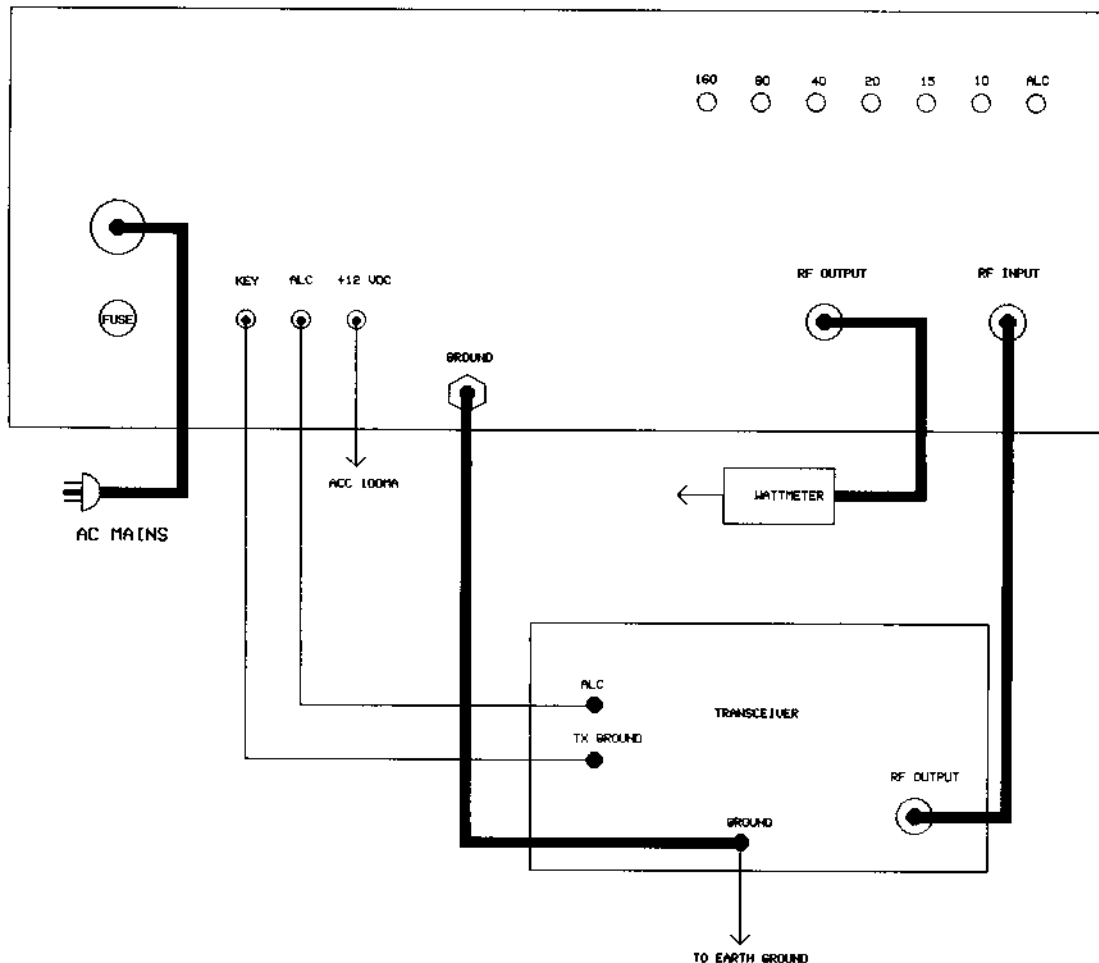 160 80 40 20 15 10 ALC
RF OUTPUT RF INPUT
KEY ALC +12 VDC
FUSE
GROUND
ACC 100MA
WATTMETER
AC MAINS
ALC
TRANSCEIVER
TX GROUND
RF OUTPUT
GROUND
TO EARTH GROUND